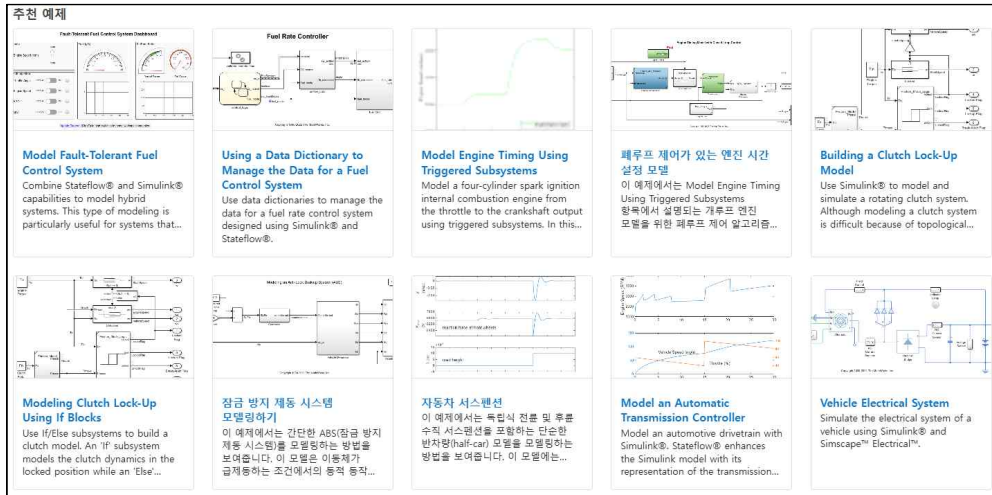 추천 예제
Fault-Tolerant Fuel Control System Dashboard
Fuel Rate Controller
Model Fault-Tolerant Fuel
Control System
Combine Stateflow® and Simulink®
capabilities to model hybrid
systems. This type of modeling is
particularly useful for systems that...
Using a Data Dictionary to
Manage the Data for a Fuel
Control System
Use data dictionaries to manage the
data for a fuel rate control system
designed using Simulink and
Stateflow®.
Model Engine Timing Using
Triggered Subsystems
Model a four-cylinder spark ignition
internal combustion engine from
the throttle to the crankshaft output
using triggered subsystems. In this...
폐루프 제어가 있는 엔진 시간
설정 모델
이 예제에서는 Model Engine Timing
Using Triggered Subsystems
항목에서 설명되는 개루프 엔진
모델을 위한 폐루프 제어 알고리즘...
Building a Clutch Lock-Up
Model
Use Simulink® to model and
simulate a rotating clutch system.
Although modeling a clutch system
is difficult because of topological...
Modeling Clutch Lock-Up
Using If Blocks
Use If/Else subsystems to build a
clutch model. An 'If' subsystem
models the clutch dynamics in the
locked position while an 'Else'...
잠금 방지 제동 시스템
모델링하기
이 예제에서는 간단한 ABS(잠금 방지
제동 시스템)를 모델링하는 방법을
보여줍니다. 이 모델은 이동체가
급제동하는 조건에서의 동적 동작...
자동차 서스펜션
이 예제에서는 독립식 전륜 및 후륜
수직 서스펜션을 포함하는 단순한
반차량(half-car) 모델을 모델링하는
방법을 보여줍니다. 이 모델에는...
Model an Automatic
Transmission Controller
Model an automotive drivetrain with
Simulink®. Stateflow® enhances
the Simulink model with its
representation of the transmission...
Vehicle Electrical System
Simulate the electrical system of a
vehicle using Simulink® and
Simscape™ Electrical™.